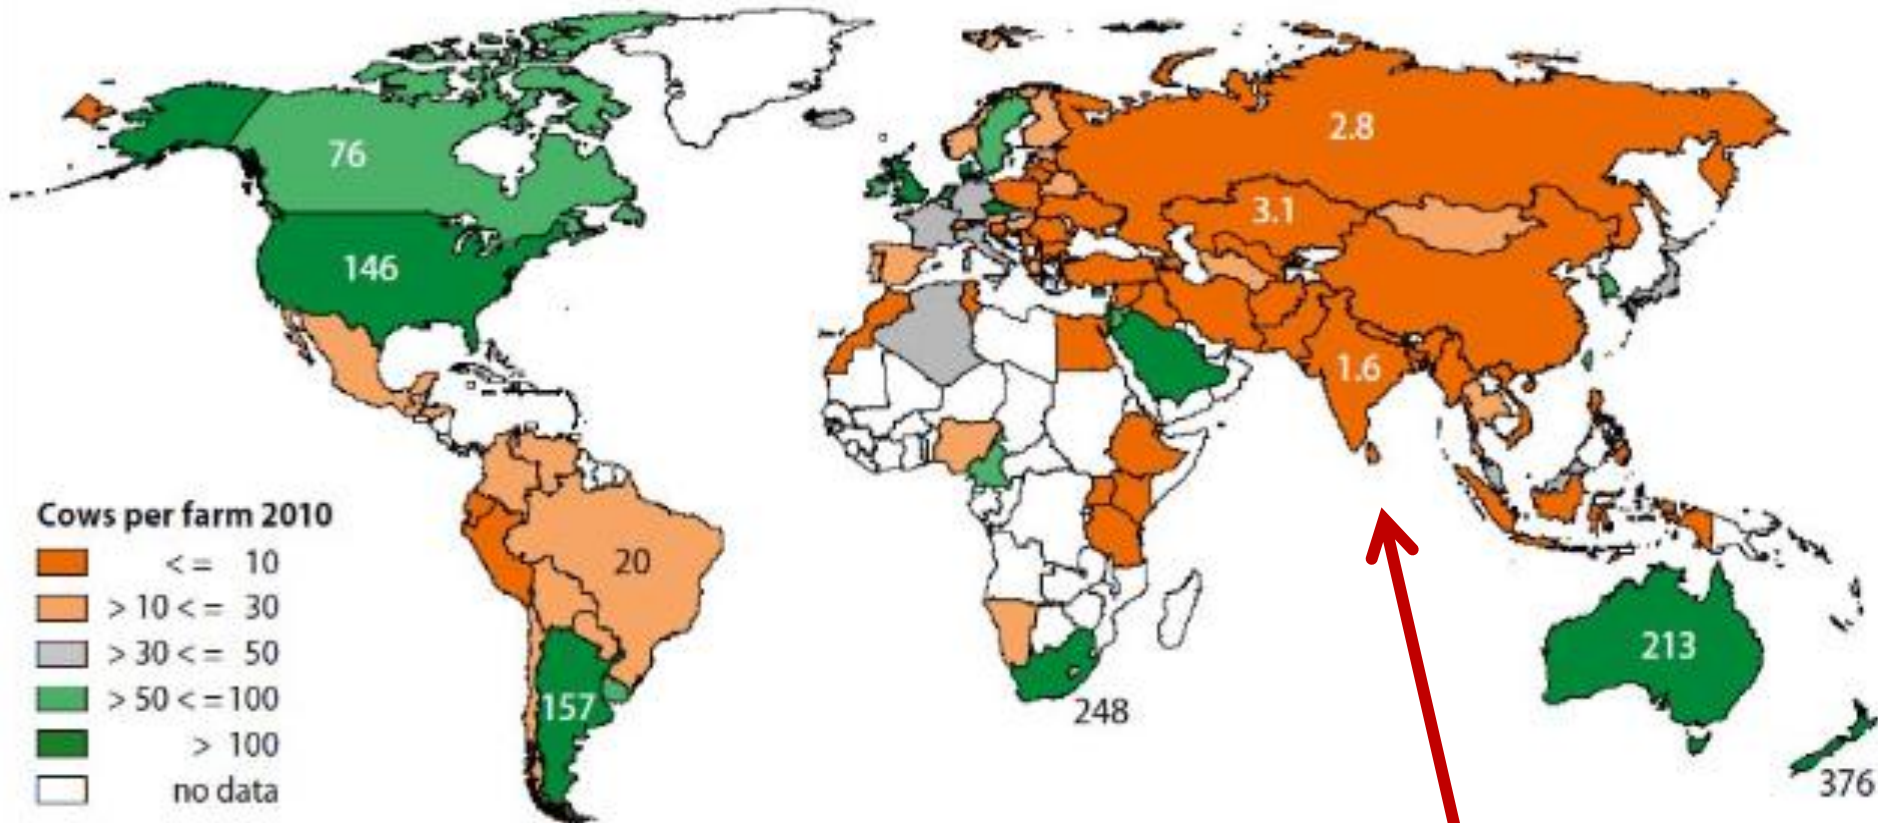 76
146
2.8
3.1
1.6
20
157
248
213
376
Cows per farm 2010
< = 10
> 10 < = 30
> 30 < = 50
> 50 < = 100
> 100
no data